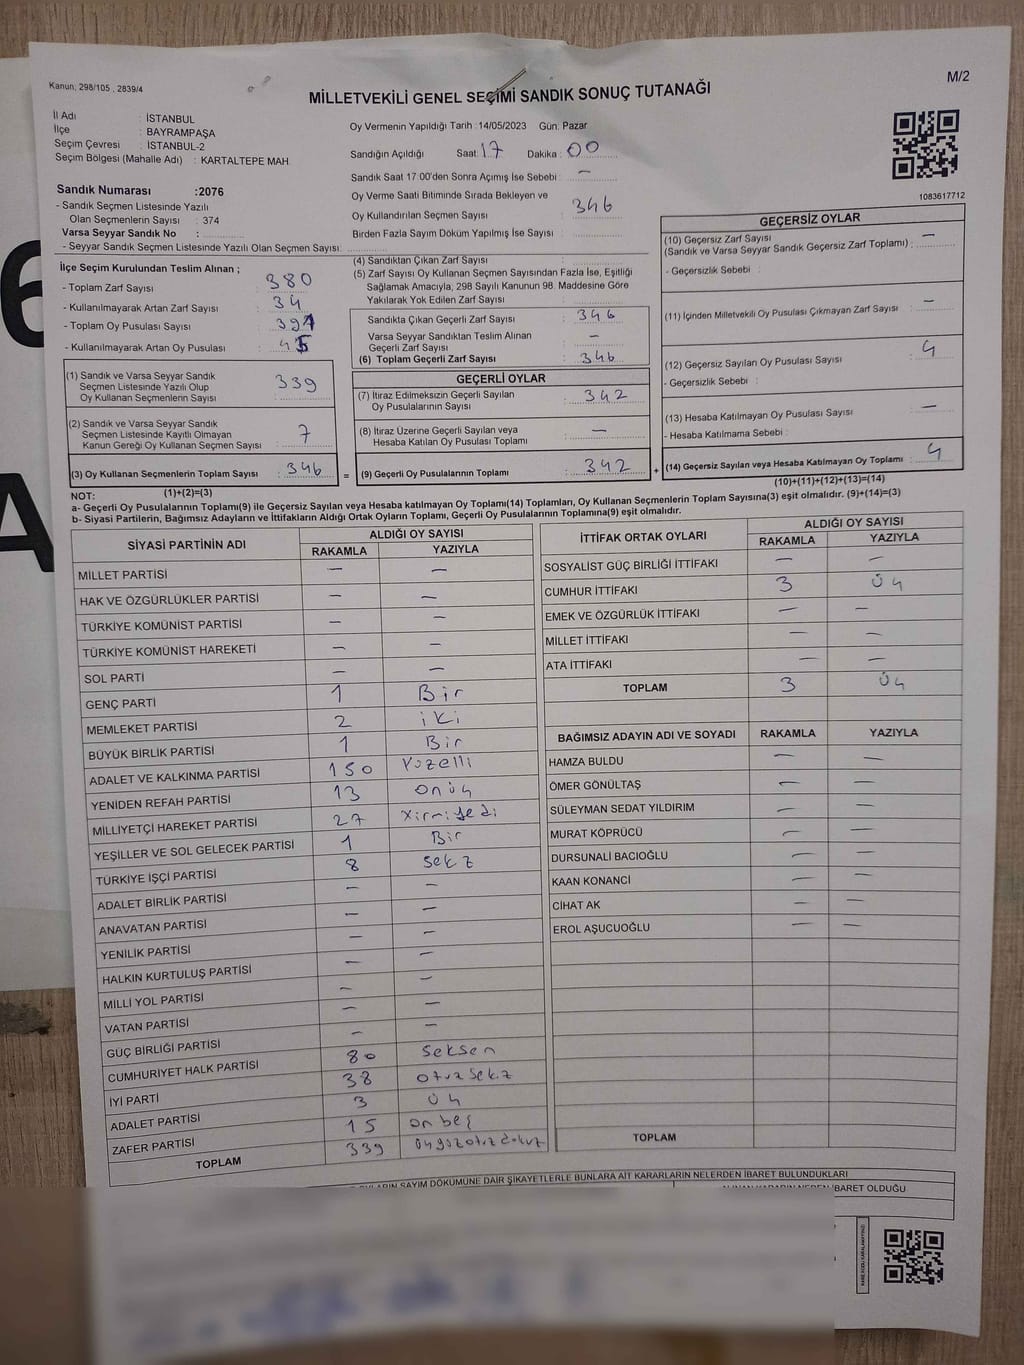 Kanun; 298/105 , 2839/4
M/2
MİLLETVEKİLİ GENEL SEÇİMİ SANDIK SONUÇ TUTANAĞI
İl Adı : İSTANBUL
İlçe : BAYRAMPAŞA
Seçim Çevresi : İSTANBUL-2
Seçim Bölgesi (Mahalle Adı) : KARTALTEPE MAH.
Oy Vermenin Yapıldığı Tarih : 14/05/2023 Gün: Pazar
Sandığın Açıldığı Saat: 17 Dakika : 00
Sandık Saat 17:00'den Sonra Açımış İse Sebebi : —
Oy Verme Saati Bitiminde Sırada Bekleyen ve
Oy Kullandırılan Seçmen Sayısı : 346
Birden Fazla Sayım Döküm Yapılmış İse Sayısı :
1083617712
Sandık Numarası :2076
- Sandık Seçmen Listesinde Yazılı
Olan Seçmenlerin Sayısı : 374
Varsa Seyyar Sandık No :
- Seyyar Sandık Seçmen Listesinde Yazılı Olan Seçmen Sayısı:
İlçe Seçim Kurulundan Teslim Alınan ;
- Toplam Zarf Sayısı : 380
- Kullanılmayarak Artan Zarf Sayısı : 34
- Toplam Oy Pusulası Sayısı : 391
- Kullanılmayarak Artan Oy Pusulası : 45
(1) Sandık ve Varsa Seyyar Sandık
Seçmen Listesinde Yazılı Olup
Oy Kullanan Seçmenlerin Sayısı : 339
(2) Sandık ve Varsa Seyyar Sandık
Seçmen Listesinde Kayıtlı Olmayan
Kanun Gereği Oy Kullanan Seçmen Sayısı : 7
(3) Oy Kullanan Seçmenlerin Toplam Sayısı : 346
(1)+(2)=(3)
(4) Sandıktan Çıkan Zarf Sayısı :
(5) Zarf Sayısı Oy Kullanan Seçmen Sayısından Fazla İse, Eşitliği
Sağlamak Amacıyla, 298 Sayılı Kanunun 98. Maddesine Göre
Yakılarak Yok Edilen Zarf Sayısı :
Sandıkta Çıkan Geçerli Zarf Sayısı : 346
Varsa Seyyar Sandıktan Teslim Alınan
Geçerli Zarf Sayısı : —
(6) Toplam Geçerli Zarf Sayısı : 346
GEÇERLİ OYLAR
(7) İtiraz Edilmeksizin Geçerli Sayılan
Oy Pusulalarının Sayısı : 342
(8) İtiraz Üzerine Geçerli Sayılan veya
Hesaba Katılan Oy Pusulası Toplamı : —
= (9) Geçerli Oy Pusulalarının Toplamı : 342 +
GEÇERSİZ OYLAR
(10) Geçersiz Zarf Sayısı
(Sandık ve Varsa Seyyar Sandık Geçersiz Zarf Toplamı) : —
- Geçersizlik Sebebi :
(11) İçinden Milletvekili Oy Pusulası Çıkmayan Zarf Sayısı : —
(12) Geçersiz Sayılan Oy Pusulası Sayısı : 4
- Geçersizlik Sebebi :
(13) Hesaba Katılmayan Oy Pusulası Sayısı : —
- Hesaba Katılmama Sebebi :
(14) Geçersiz Sayılan veya Hesaba Katılmayan Oy Toplamı : 4
(10)+(11)+(12)+(13)=(14)
NOT:
a- Geçerli Oy Pusulalarının Toplamı(9) ile Geçersiz Sayılan veya Hesaba katılmayan Oy Toplamı(14) Toplamları, Oy Kullanan Seçmenlerin Toplam Sayısına(3) eşit olmalıdır. (9)+(14)=(3)
b- Siyasi Partilerin, Bağımsız Adayların ve İttifakların Aldığı Ortak Oyların Toplamı, Geçerli Oy Pusulalarının Toplamına(9) eşit olmalıdır.
SİYASİ PARTİNİN ADI ALDIĞI OY SAYISI
RAKAMLA YAZIYLA
MİLLET PARTİSİ — —
HAK VE ÖZGÜRLÜKLER PARTİSİ — —
TÜRKİYE KOMÜNİST PARTİSİ — —
TÜRKİYE KOMÜNİST HAREKETİ — —
SOL PARTİ — —
GENÇ PARTİ 1 Bir
MEMLEKET PARTİSİ 2 iki
BÜYÜK BİRLİK PARTİSİ 1 Bir
ADALET VE KALKINMA PARTİSİ 150 Yüzelli
YENİDEN REFAH PARTİSİ 13 onüç
MİLLİYETÇİ HAREKET PARTİSİ 27 Yirmiyedi
YEŞİLLER VE SOL GELECEK PARTİSİ 1 Bir
TÜRKİYE İŞÇİ PARTİSİ 8 sekz
ADALET BİRLİK PARTİSİ — —
ANAVATAN PARTİSİ — —
YENİLİK PARTİSİ — —
HALKIN KURTULUŞ PARTİSİ — —
MİLLİ YOL PARTİSİ — —
VATAN PARTİSİ — —
GÜÇ BİRLİĞİ PARTİSİ — —
CUMHURİYET HALK PARTİSİ 80 seksen
İYİ PARTİ 38 otuzsekz
ADALET PARTİSİ 3 üç
ZAFER PARTİSİ 15 onbeş
TOPLAM 339 üçyüzotuzdokuz
İTTİFAK ORTAK OYLARI ALDIĞI OY SAYISI
RAKAMLA YAZIYLA
SOSYALİST GÜÇ BİRLİĞİ İTTİFAKI — —
CUMHUR İTTİFAKI 3 üç
EMEK VE ÖZGÜRLÜK İTTİFAKI — —
MİLLET İTTİFAKI — —
ATA İTTİFAKI — —
TOPLAM 3 üç
BAĞIMSIZ ADAYIN ADI VE SOYADI RAKAMLA YAZIYLA
HAMZA BULDU — —
ÖMER GÖNÜLTAŞ — —
SÜLEYMAN SEDAT YILDIRIM — —
MURAT KÖPRÜCÜ — —
DURSUNALİ BACIOĞLU — —
KAAN KONANCİ — —
CİHAT AK — —
EROL AŞUCUOĞLU — —
TOPLAM
OYLARIN SAYIM DÖKÜMÜNE DAİR ŞİKAYETLERLE BUNLARA AİT KARARLARIN NELERDEN İBARET BULUNDUKLARI
İBARET OLDUĞU